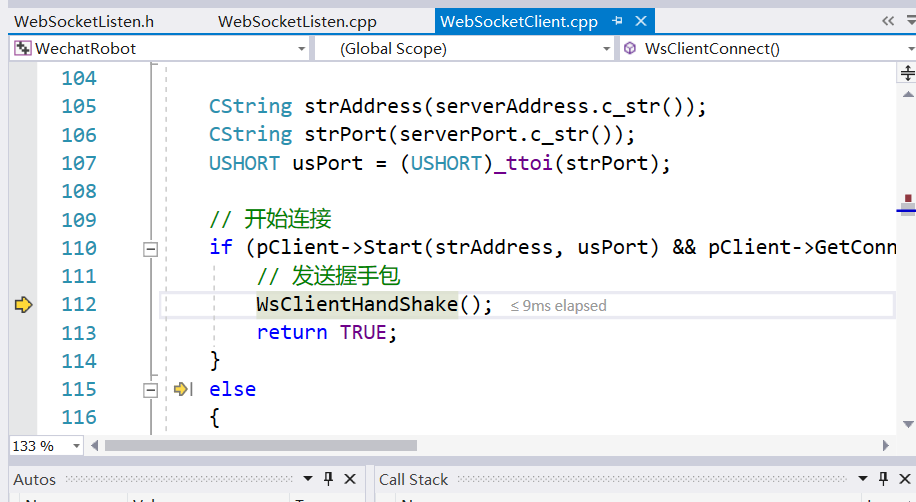 WebSocketListen.h WebSocketListen.cpp WebSocketClient.cpp
WechatRobot (Global Scope) WsClientConnect()
104
105 CString strAddress(serverAddress.c_str());
106 CString strPort(serverPort.c_str());
107 USHORT usPort = (USHORT)_ttoi(strPort);
108
109 // 开始连接
110 if (pClient->Start(strAddress, usPort) && pClient->GetConn
111 // 发送握手包
112 WsClientHandShake(); ≤ 9ms elapsed
113 return TRUE;
114 }
115 else
116 {
133 %
Autos Call Stack